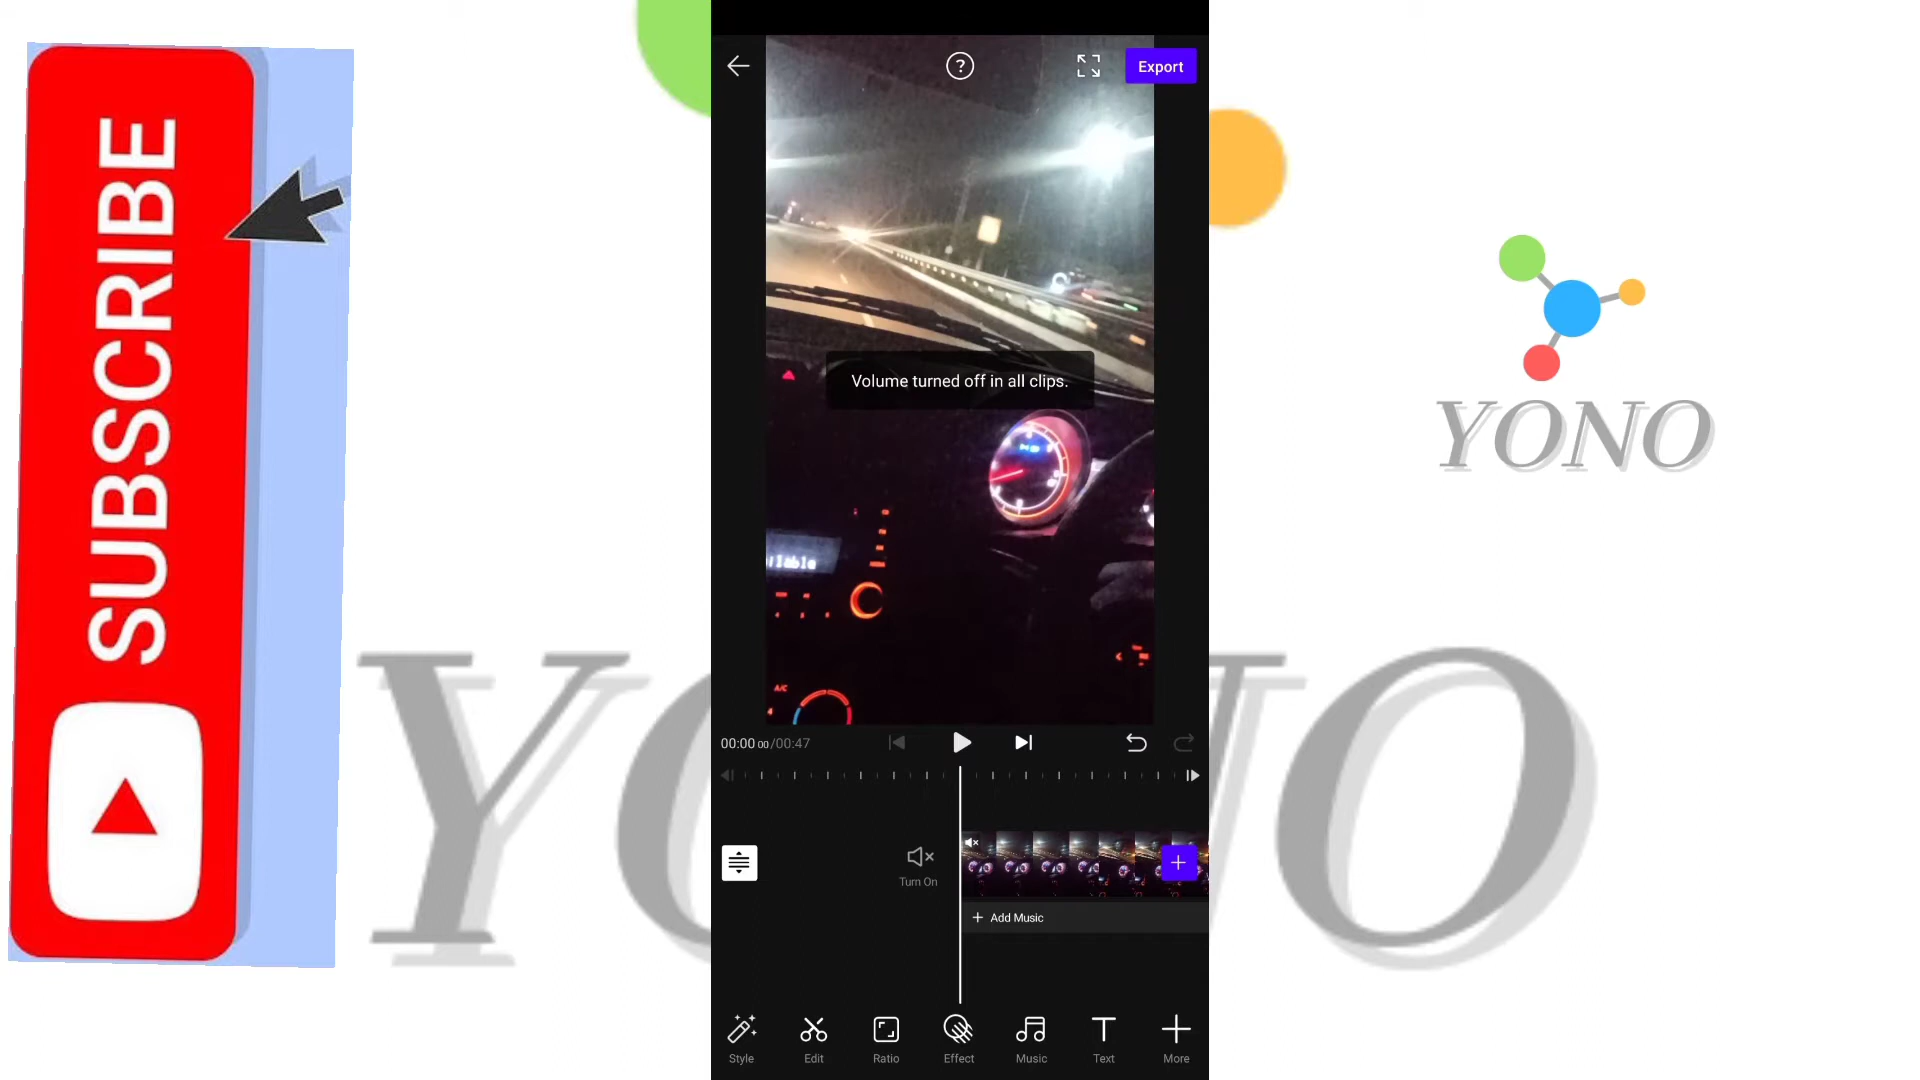 SUBSCRIBE
Export
Volume turned off in all clips.
A/C
00:00 00/00:47
Turn On
Add Music
Style
Edit
Ratio
Effect
Music
Text
More
YONO